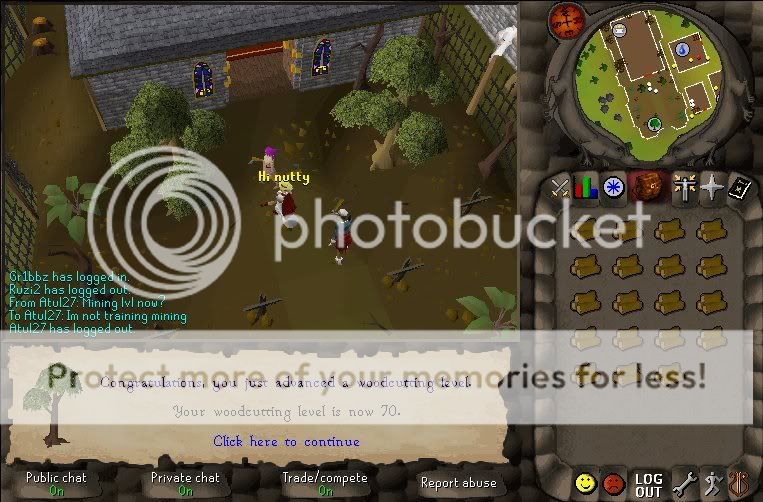 Hi nutty
photobucket
Gr1bbz has logged in.
Ruzi2 has logged out.
From Atul27: Mining lvl now?
To Atul27: Im not training mining
Atul27 has logged out.
Protect more of your memories for less!
Congratulations, you just advanced a woodcutting level.
Your woodcutting level is now 70.
Click here to continue
Public chat
On
Private chat
On
Trade/compete
On
Report abuse
LOG
OUT